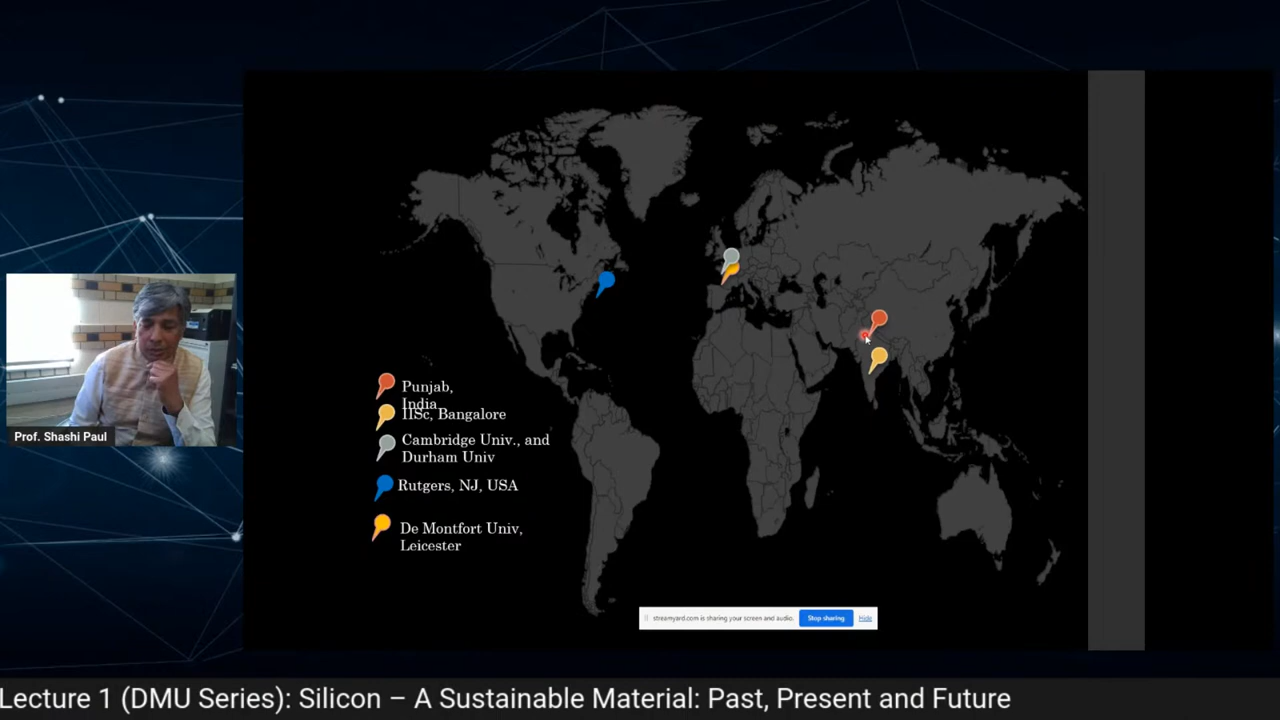 Punjab,
India
IISc, Bangalore
Cambridge Univ., and
Durham Univ
Rutgers, NJ, USA
De Montfort Univ,
Leicester
Prof. Shashi Paul
streamyard.com is sharing your screen and audio.
Stop sharing
Hide
Lecture 1 (DMU Series): Silicon – A Sustainable Material: Past, Present and Future